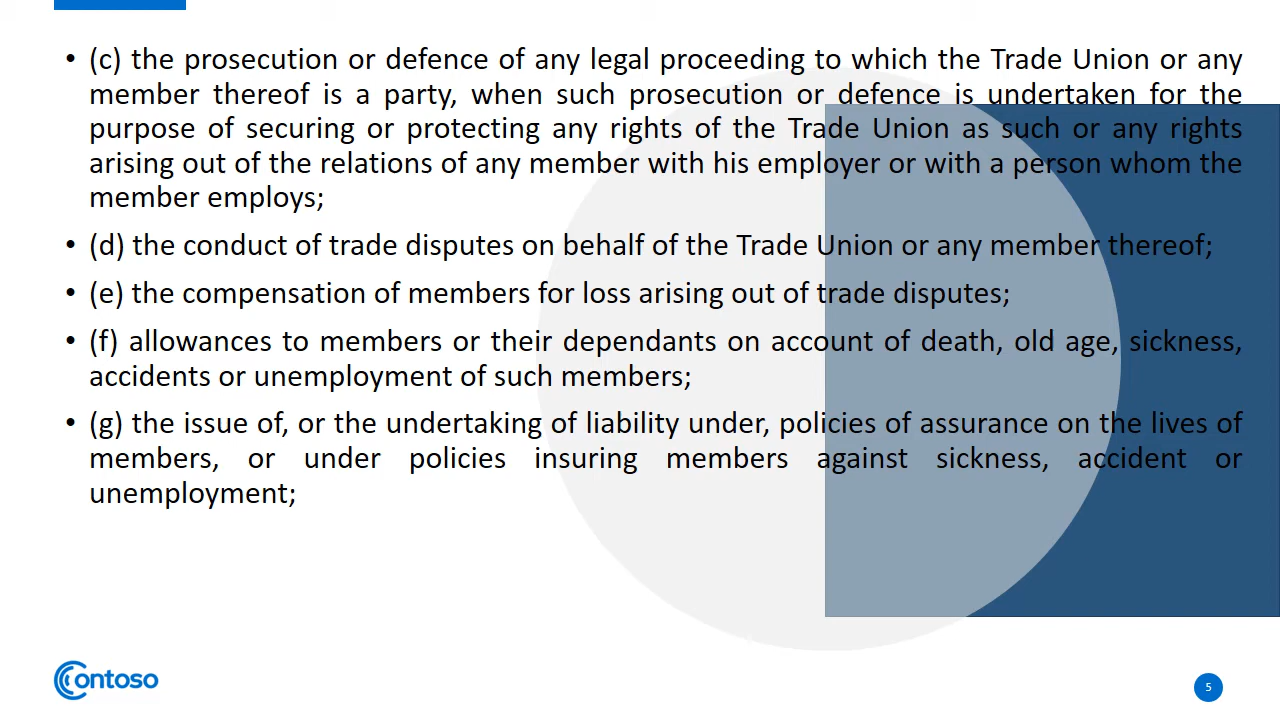 • (c) the prosecution or defence of any legal proceeding to which the Trade Union or any
member thereof is a party, when such prosecution or defence is undertaken for the
purpose of securing or protecting any rights of the Trade Union as such or any rights
arising out of the relations of any member with his employer or with a person whom the
member employs;
• (d) the conduct of trade disputes on behalf of the Trade Union or any member thereof;
• (e) the compensation of members for loss arising out of trade disputes;
• (f) allowances to members or their dependants on account of death, old age, sickness,
accidents or unemployment of such members;
• (g) the issue of, or the undertaking of liability under, policies of assurance on the lives of
members, or under policies insuring members against sickness, accident or
unemployment;
Contoso
5